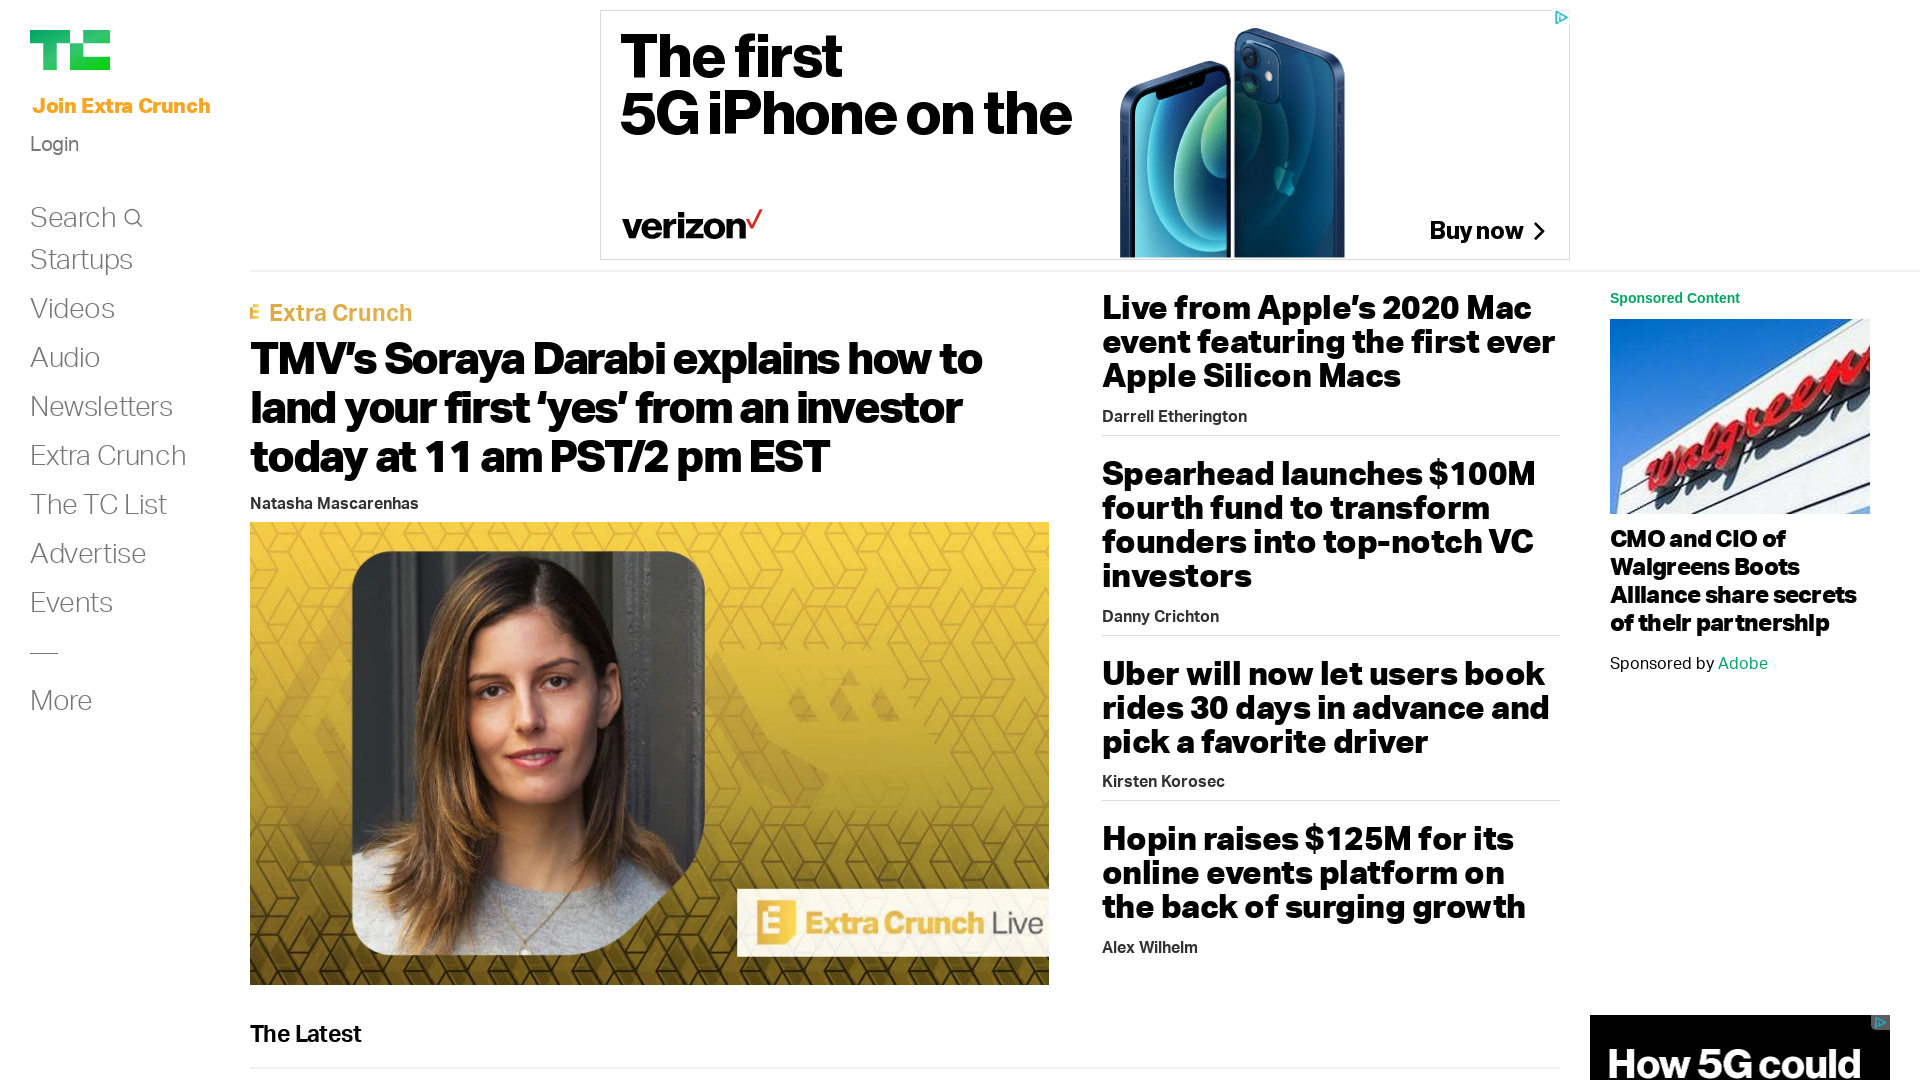 TC
Join Extra Crunch
Login
Search
Startups
Videos
Audio
Newsletters
Extra Crunch
The TC List
Advertise
Events
More
The first
5G iPhone on the
verizon
Buy now
Extra Crunch
TMV’s Soraya Darabi explains how to
land your first ‘yes’ from an investor
today at 11 am PST/2 pm EST
Natasha Mascarenhas
Extra Crunch Live
Live from Apple’s 2020 Mac
event featuring the first ever
Apple Silicon Macs
Darrell Etherington
Spearhead launches $100M
fourth fund to transform
founders into top-notch VC
investors
Danny Crichton
Uber will now let users book
rides 30 days in advance and
pick a favorite driver
Kirsten Korosec
Hopin raises $125M for its
online events platform on
the back of surging growth
Alex Wilhelm
Sponsored Content
Walgreens
CMO and CIO of
Walgreens Boots
Alliance share secrets
of their partnership
Sponsored by Adobe
The Latest
How 5G could